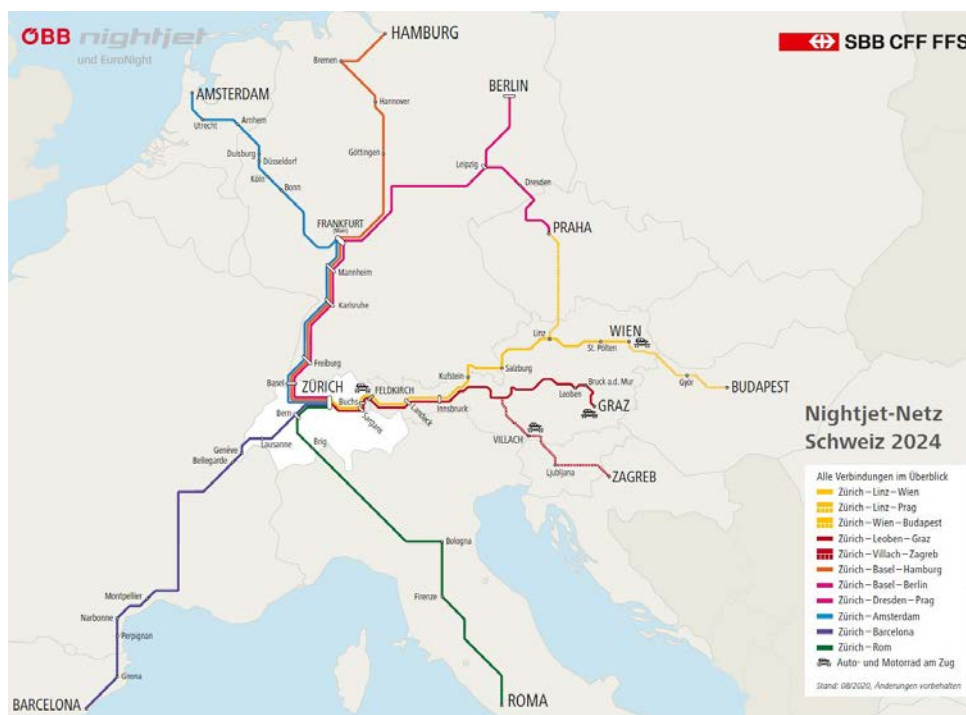 ÖBB nightjet
und EuroNight
SBB CFF FFS
HAMBURG
Bremen
BERLIN
AMSTERDAM
Hannover
Utrecht
Arnhem
Göttingen
Duisburg
Düsseldorf
Leipzig
Köln
Bonn
Dresden
FRANKFURT
(Main)
PRAHA
Mannheim
Karlsruhe
Linz
WIEN
St. Pölten
Freiburg
Salzburg
Basel
ZÜRICH
Kufstein
Győr
BUDAPEST
Buchs
FELDKIRCH
Bruck a.d. Mur
Leoben
Bern
Sargans
Landeck
Innsbruck
GRAZ
Genève
Lausanne
Brig
VILLACH
Bellegarde
Ljubljana
ZAGREB
Bologna
Montpellier
Firenze
Narbonne
Perpignan
Girona
BARCELONA
ROMA
Nightjet-Netz
Schweiz 2024
Alle Verbindungen im Überblick
Zürich – Linz – Wien
Zürich – Linz – Prag
Zürich – Wien – Budapest
Zürich – Leoben – Graz
Zürich – Villach – Zagreb
Zürich – Basel – Hamburg
Zürich – Basel – Berlin
Zürich – Dresden – Prag
Zürich – Amsterdam
Zürich – Barcelona
Zürich – Rom
Auto- und Motorrad am Zug
Stand: 08/2020, Änderungen vorbehalten